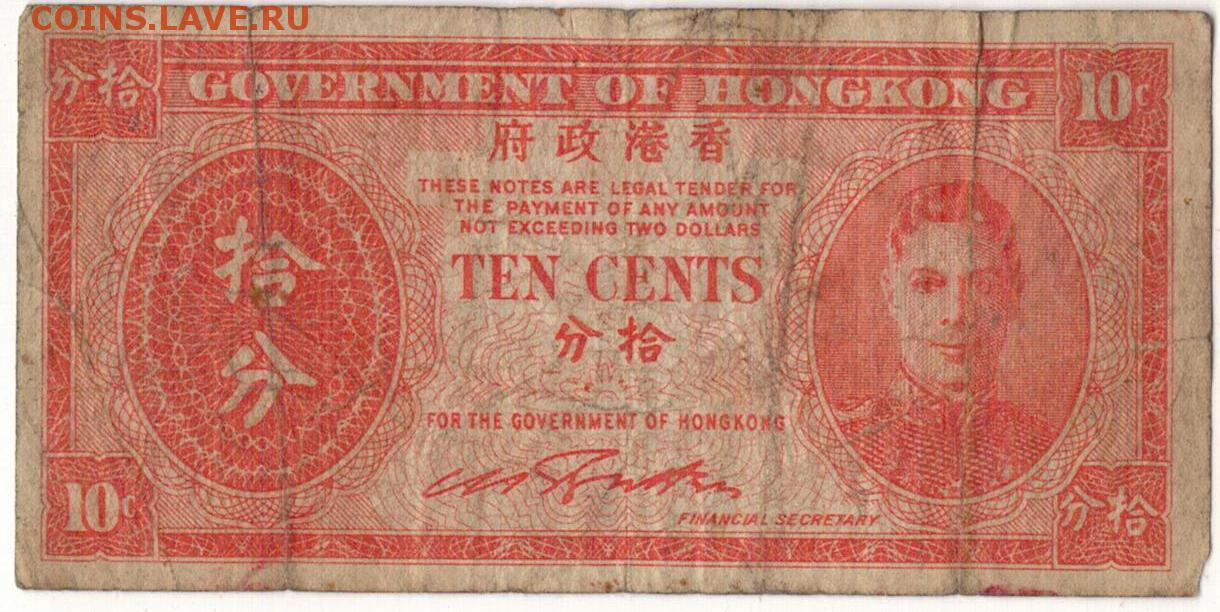 COINS.LAVE.RU
分拾
GOVERNMENT OF HONGKONG
10c
府政港香
THESE NOTES ARE LEGAL TENDER FOR
THE PAYMENT OF ANY AMOUNT
NOT EXCEEDING TWO DOLLARS
拾
分
TEN CENTS
分拾
FOR THE GOVERNMENT OF HONGKONG
10c
FINANCIAL SECRETARY
分拾